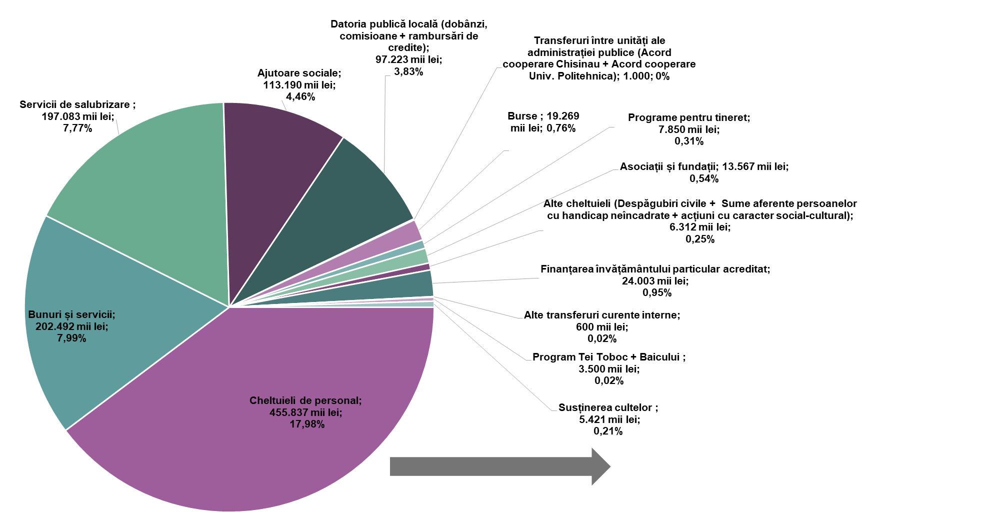 Datoria publică locală (dobânzi,
comisioane + rambursări de
credite);
97.223 mii lei;
3,83%
Transferuri între unități ale
administrației publice (Acord
cooperare Chisinau + Acord cooperare
Univ. Politehnica); 1.000; 0%
Ajutoare sociale;
113.190 mii lei;
4,46%
Servicii de salubrizare ;
197.083 mii lei;
7,77%
Burse ; 19.269
mii lei; 0,76%
Programe pentru tineret;
7.850 mii lei;
0,31%
Asociații și fundații; 13.567 mii lei;
0,54%
Alte cheltuieli (Despăgubiri civile +  Sume aferente persoanelor
cu handicap neîncadrate + acțiuni cu caracter social-cultural);
6.312 mii lei;
0,25%
Finanțarea învățământului particular acreditat;
24.003 mii lei;
0,95%
Bunuri și servicii;
202.492 mii lei;
7,99%
Alte transferuri curente interne;
600 mii lei;
0,02%
Program Tei Toboc + Baicului ;
3.500 mii lei;
0,02%
Cheltuieli de personal;
455.837 mii lei;
17,98%
Susținerea cultelor ;
5.421 mii lei;
0,21%